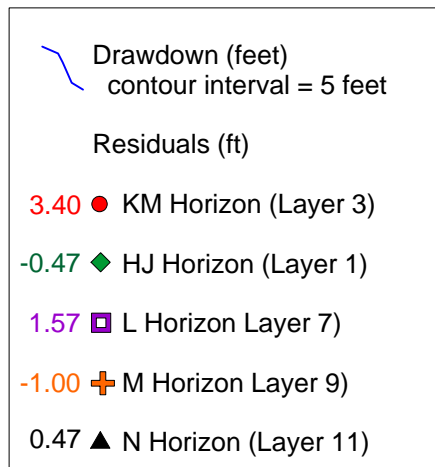 Drawdown (feet)
contour interval = 5 feet
Residuals (ft)
3.40 KM Horizon (Layer 3)
-0.47 HJ Horizon (Layer 1)
1.57 L Horizon Layer 7)
-1.00 M Horizon Layer 9)
0.47 N Horizon (Layer 11)